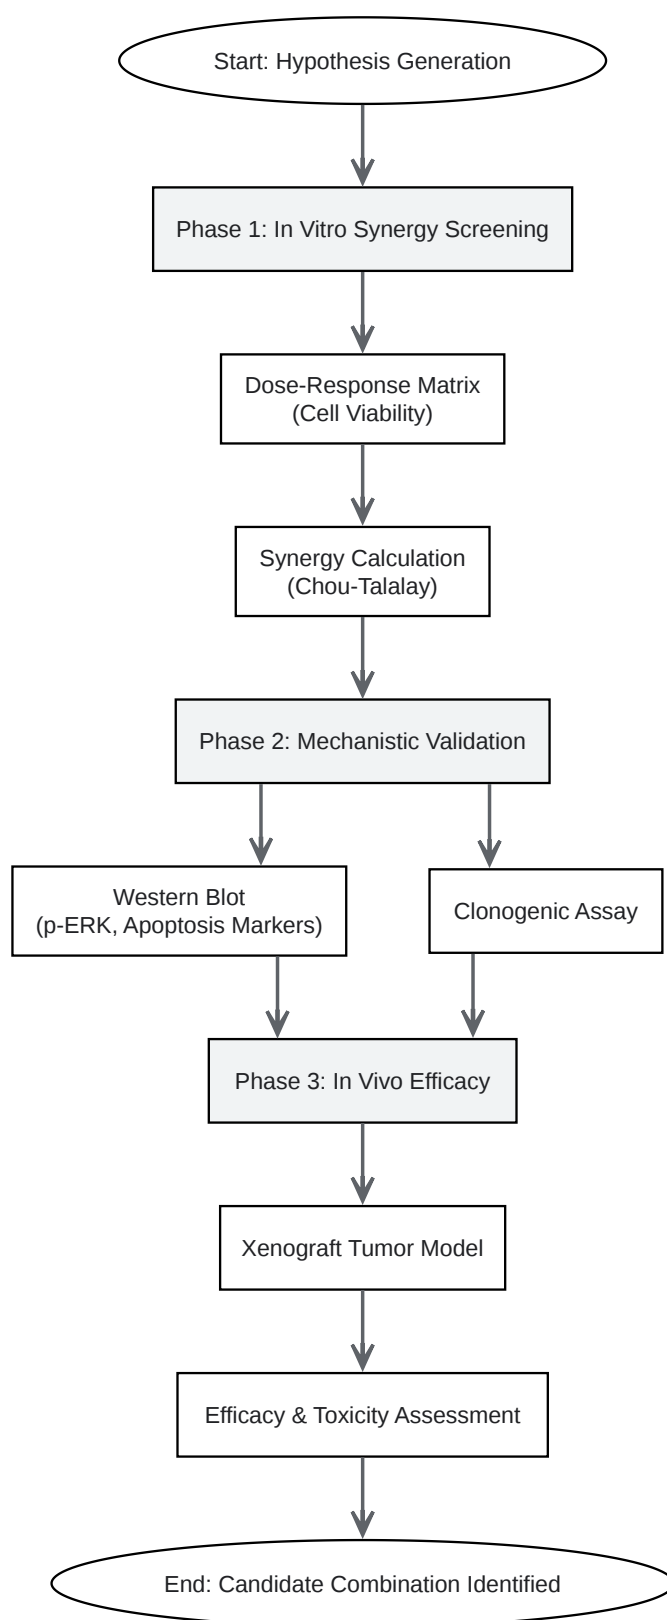 Start: Hypothesis Generation
Phase 1: In Vitro Synergy Screening
Dose-Response Matrix
(Cell Viability)
Synergy Calculation
(Chou-Talalay)
Phase 2: Mechanistic Validation
Western Blot
(p-ERK, Apoptosis Markers)
Clonogenic Assay
Phase 3: In Vivo Efficacy
Xenograft Tumor Model
Efficacy & Toxicity Assessment
End: Candidate Combination Identified